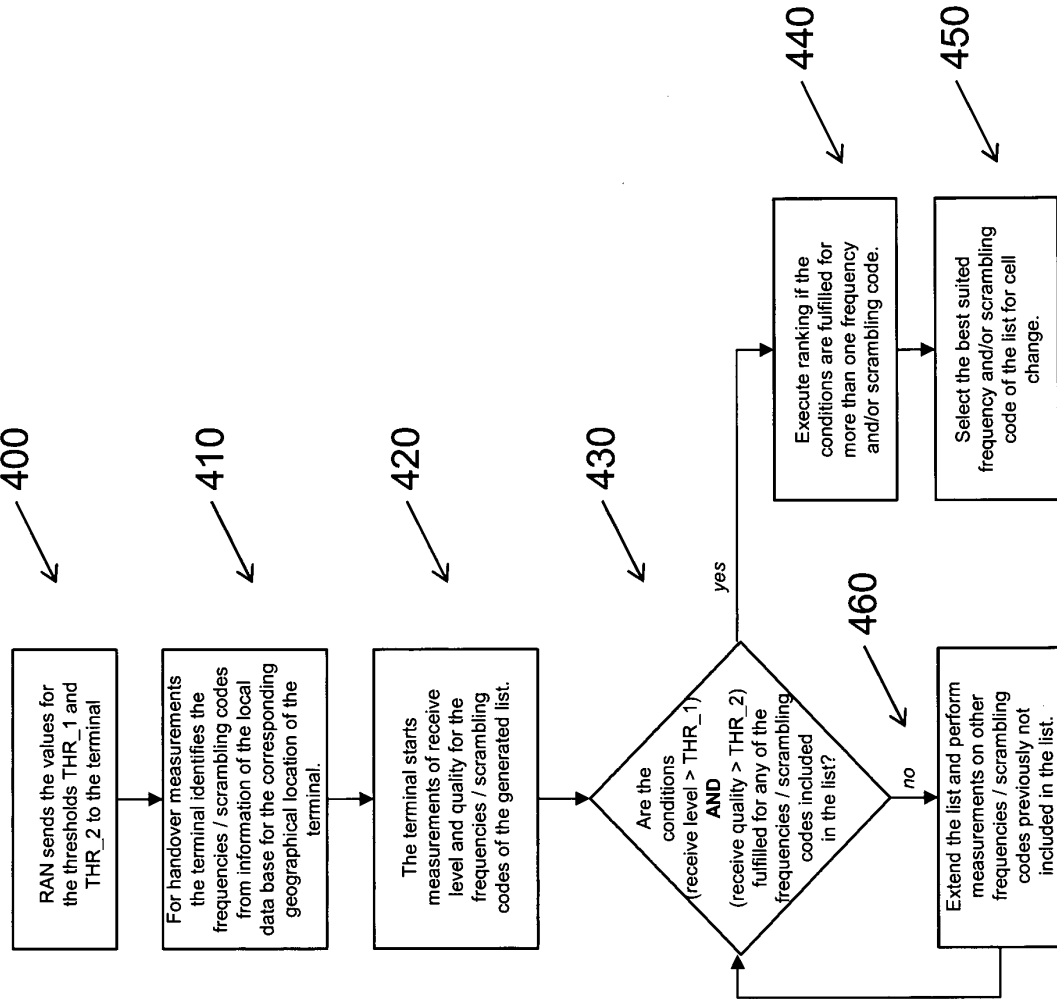 400
RAN sends the values for
the thresholds THR_1 and
THR_2 to the terminal
410
For handover measurements
the terminal identifies the
frequencies / scrambling codes
from information of the local
data base for the corresponding
geographical location of the
terminal.
420
The terminal starts
measurements of receive
level and quality for the
frequencies / scrambling
codes of the generated list.
430
Are the
conditions
(receive level > THR_1)
AND
(receive quality > THR_2)
fulfilled for any of the
frequencies / scrambling
codes included
in the list?
yes
440
Execute ranking if the
conditions are fulfilled for
more than one frequency
and/or scrambling code.
450
Select the best suited
frequency and/or scrambling
code of the list for cell
change.
no
460
Extend the list and perform
measurements on other
frequencies / scrambling
codes previously not
included in the list.